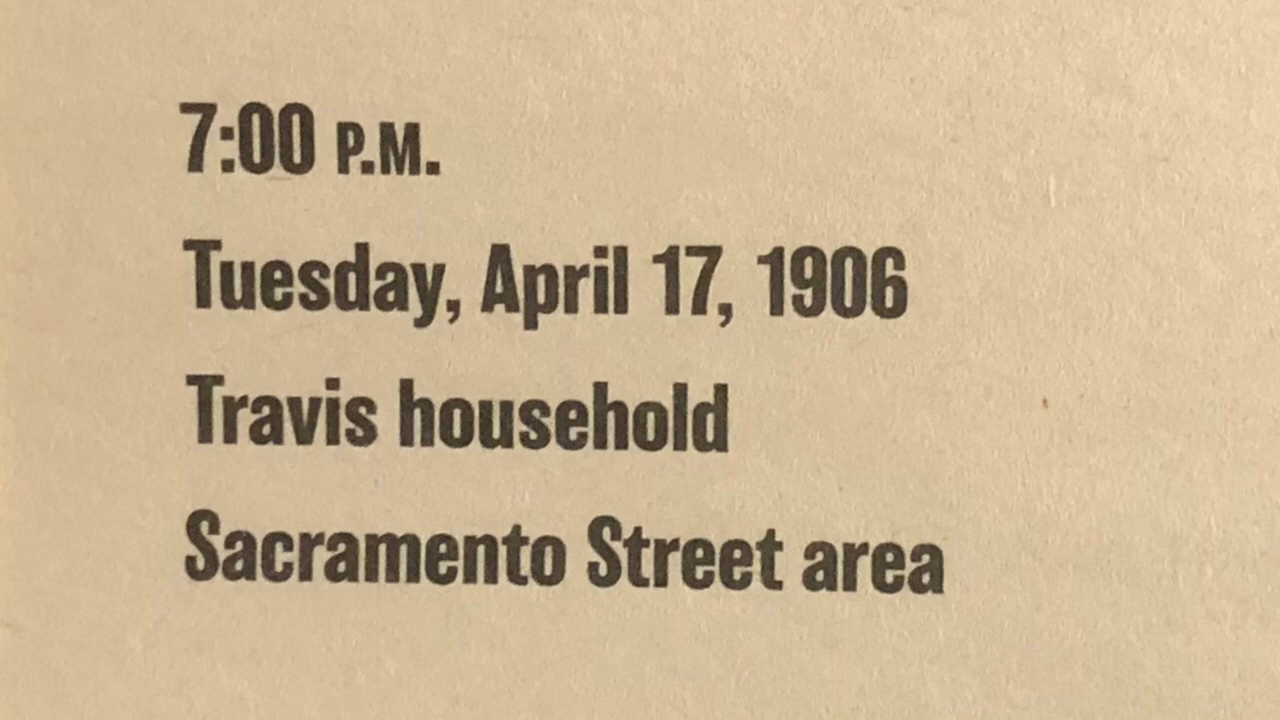 7:00 P.M.
Tuesday, April 17, 1906
Travis household
Sacramento Street area